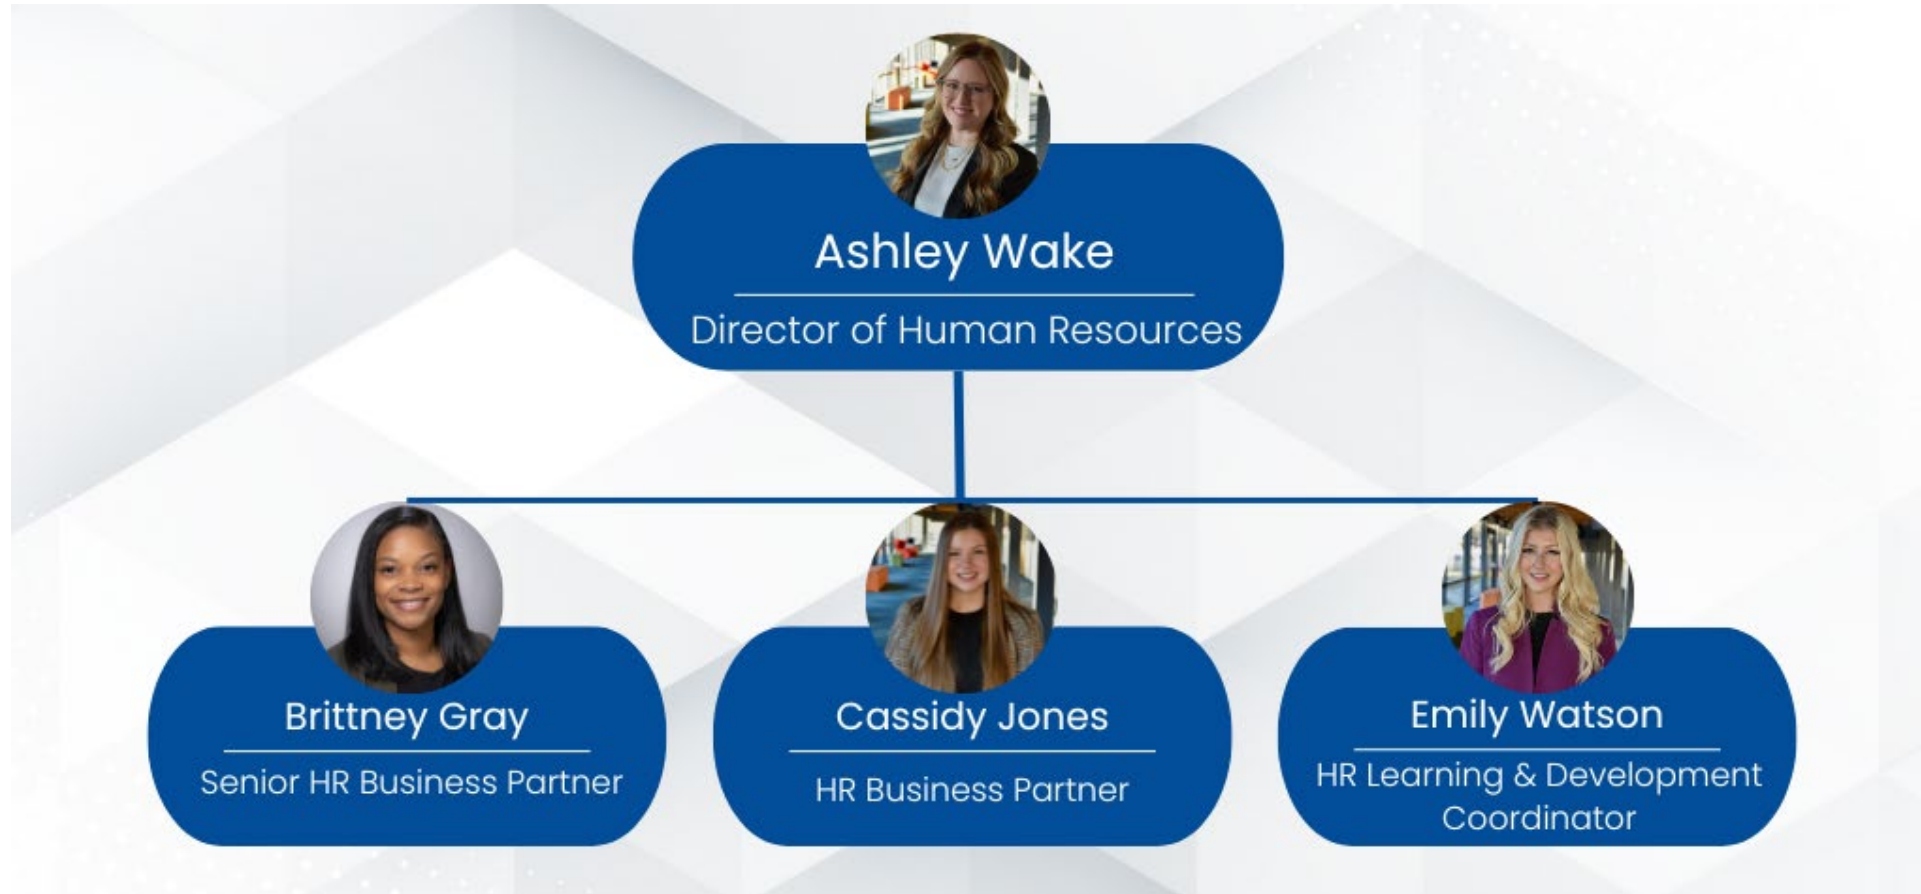 Ashley Wake
Director of Human Resources
Brittney Gray
Senior HR Business Partner
Cassidy Jones
HR Business Partner
Emily Watson
HR Learning & Development
Coordinator